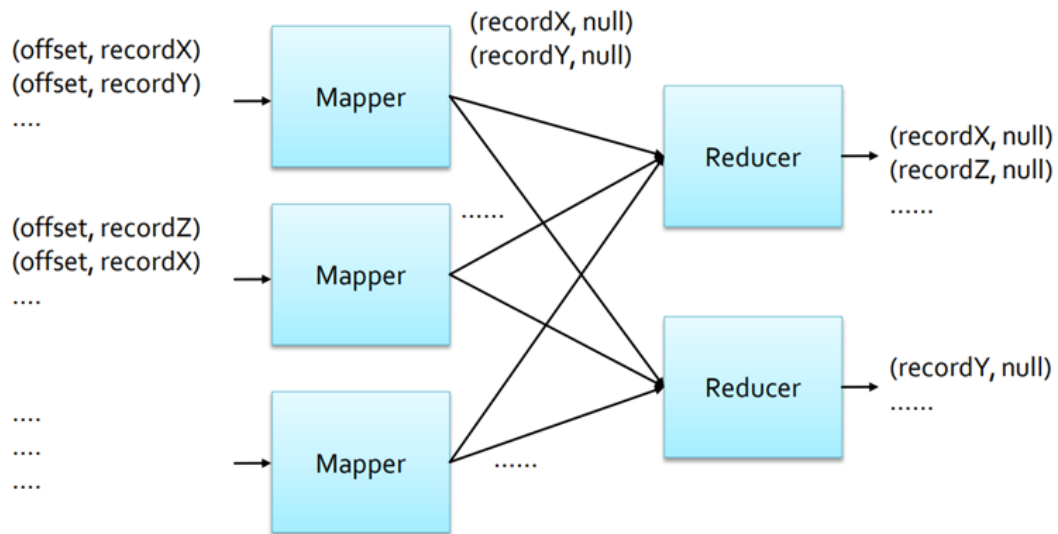 (offset, recordX)
(offset, recordY)
....
Mapper
(recordX, null)
(recordY, null)
Reducer
(recordX, null)
(recordZ, null)
......
(offset, recordZ)
(offset, recordX)
....
Mapper
......
Reducer
(recordY, null)
......
....
....
....
Mapper
......